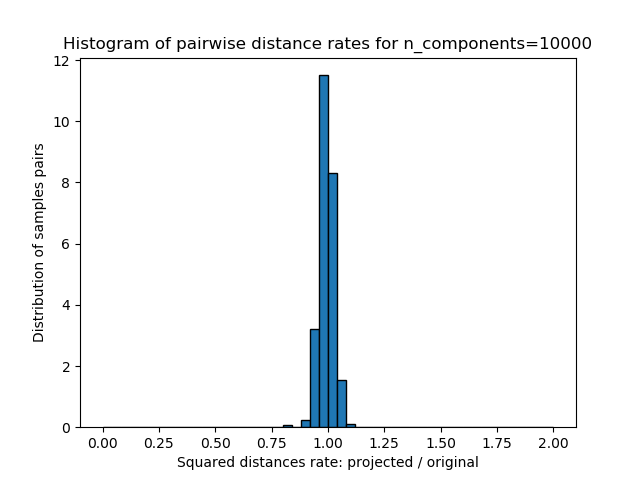 Histogram of pairwise distance rates for n_components=10000
Distribution of samples pairs
12
10
8
6
4
2
0
0.00 0.25 0.50 0.75 1.00 1.25 1.50 1.75 2.00
Squared distances rate: projected / original